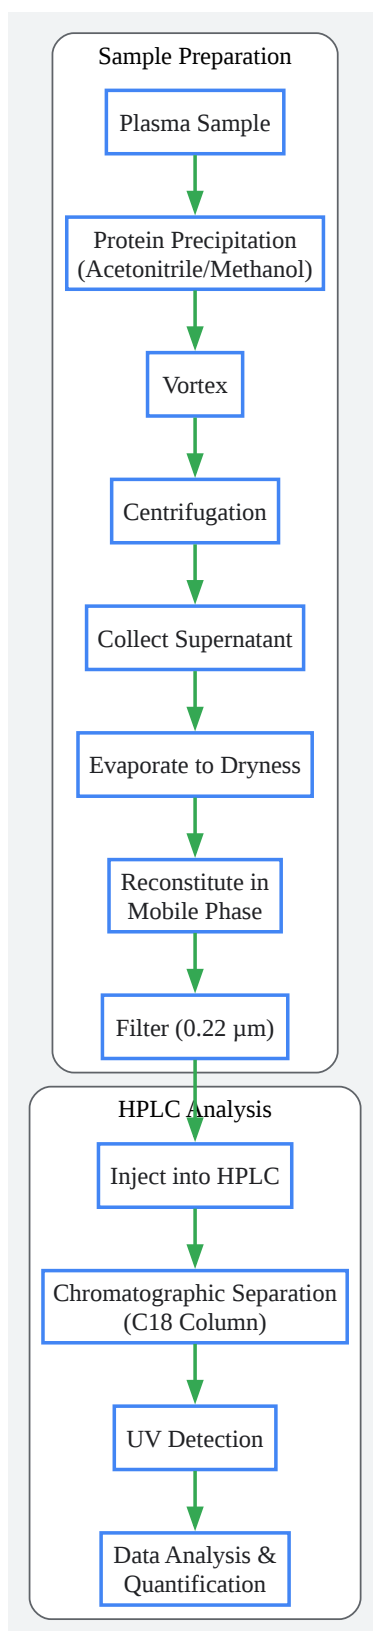 Sample Preparation
Plasma Sample
Protein Precipitation
(Acetonitrile/Methanol)
Vortex
Centrifugation
Collect Supernatant
Evaporate to Dryness
Reconstitute in
Mobile Phase
Filter (0.22 µm)
HPLC Analysis
Inject into HPLC
Chromatographic Separation
(C18 Column)
UV Detection
Data Analysis &
Quantification